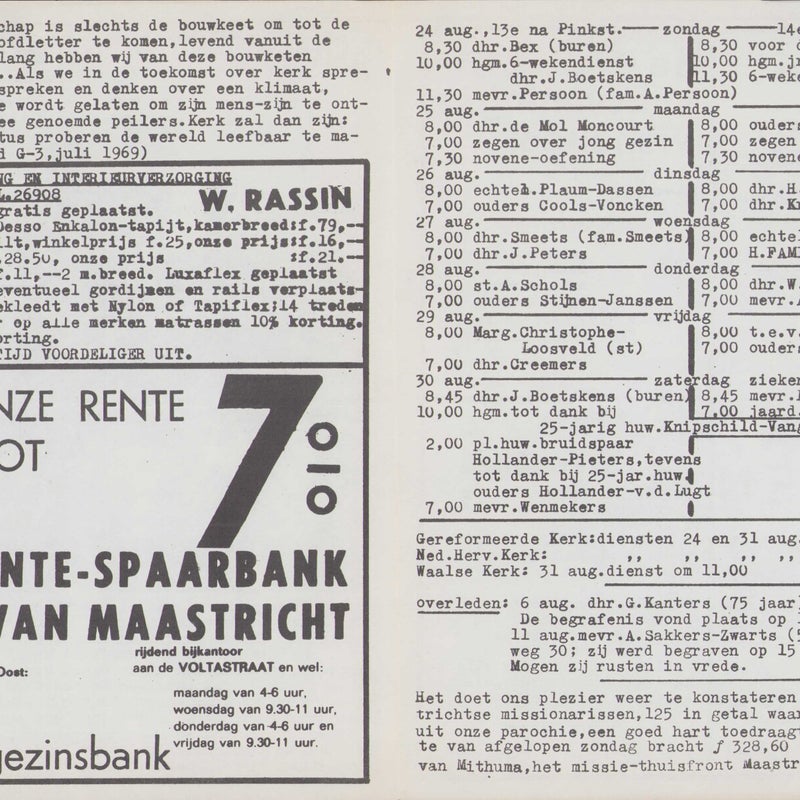 chap is slechts de bouwkeet om tot de
ofdletter te komen,levend vanuit de
lang hebben wij van deze bouwketen
..Als we in de toekomst over kerk spre-
spreken en denken over een klimaat,
e wordt gelaten om zijn mens-zijn te ont-
ee genoemde peilers.Kerk zal dan zijn:
tus proberen de wereld leefbaar te ma-
d G-3,juli 1969)
NG EN INTERIEURVERZORGING
L.26908
W. RASSIN
gratis geplaatst.
Desso Enkalon-tapijt,kamerbreed:f.79,--
ilt,winkelprijs f.25,onze prijs:f.16,--
.28.50, onze prijs :f.21.--
f.11,--2 m.breed. Luxaflex geplaatst
eventueel gordijnen en rails verplaats-
ekleedt met Nylon of Tapiflex;14 treden
r op alle merken matrassen 10% korting.
orting.
TIJD VOORDELIGER UIT.
NZE RENTE
OT
7%
NTE-SPAARBANK
VAN MAASTRICHT
rijdend bijkantoor
Oost: aan de VOLTASTRAAT en wel:
maandag van 4-6 uur,
woensdag van 9.30-11 uur,
donderdag van 4-6 uur en
vrijdag van 9.30-11 uur.
gezinsbank
24 aug.,13e na Pinkst. zondag 14e
8,30 dhr.Bex (buren) 8,30 voor
10,00 hgm.6-wekendienst 10,00 hgm.j
dhr.J.Boetskens 11,30 6-weke
11,30 mevr.Persoon (fam.A.Persoon)
25 aug. maandag
8,00 dhr.de Mol Moncourt 8,00 ouders
7,00 zegen over jong gezin 7,00 zegen
7,30 novene-oefening 7,30 novene
26 aug. dinsdag
8,00 echtel.Plaum-Dassen 8,00 dhr.H
7,00 ouders Cools-Voncken 7,00 dhr.K
27 aug. woensdag
8,00 dhr.Smeets (fam.Smeets) 8,00 echtel
7,00 dhr.J.Peters 7,00 H.FAMI
28 aug. donderdag
8,00 st.A.Schols 8,00 dhr.W.
7,00 ouders Stijnen-Janssen 7,00 mevr.
29 aug. vrijdag
8,00 Marg.Christophe- 8,00 t.e.v.
Loosveld (st) 7,00 ouders
7,00 dhr.Creemers
30 aug. zaterdag zieken
8,45 dhr.J.Boetskens (buren) 8,45 mevr.
10,00 hgm.tot dank bij 7,00 jaard.
25-jarig huw.Knipschild-Vang
2,00 pl.huw.bruidspaar
Hollander-Pieters,tevens
tot dank bij 25-jar.huw.
ouders Hollander-v.d.Lugt
7,00 mevr.Wenmekers
Gereformeerde Kerk:diensten 24 en 31 aug.
Ned.Herv.Kerk: ,, ,, ,, ,,
Waalse Kerk: 31 aug.dienst om 11,00
overleden: 6 aug. dhr.G.Kanters (75 jaar)
De begrafenis vond plaats op 1
11 aug.mevr.A.Sakkers-Zwarts (
weg 30; zij werd begraven op 15
Mogen zij rusten in vrede.
Het doet ons plezier weer te konstateren
trichtse missionarissen,125 in getal waar
uit onze parochie,een goed hart toedraagt
te van afgelopen zondag bracht ƒ 328,60
van Mithuma,het missie-thuisfront Maastr